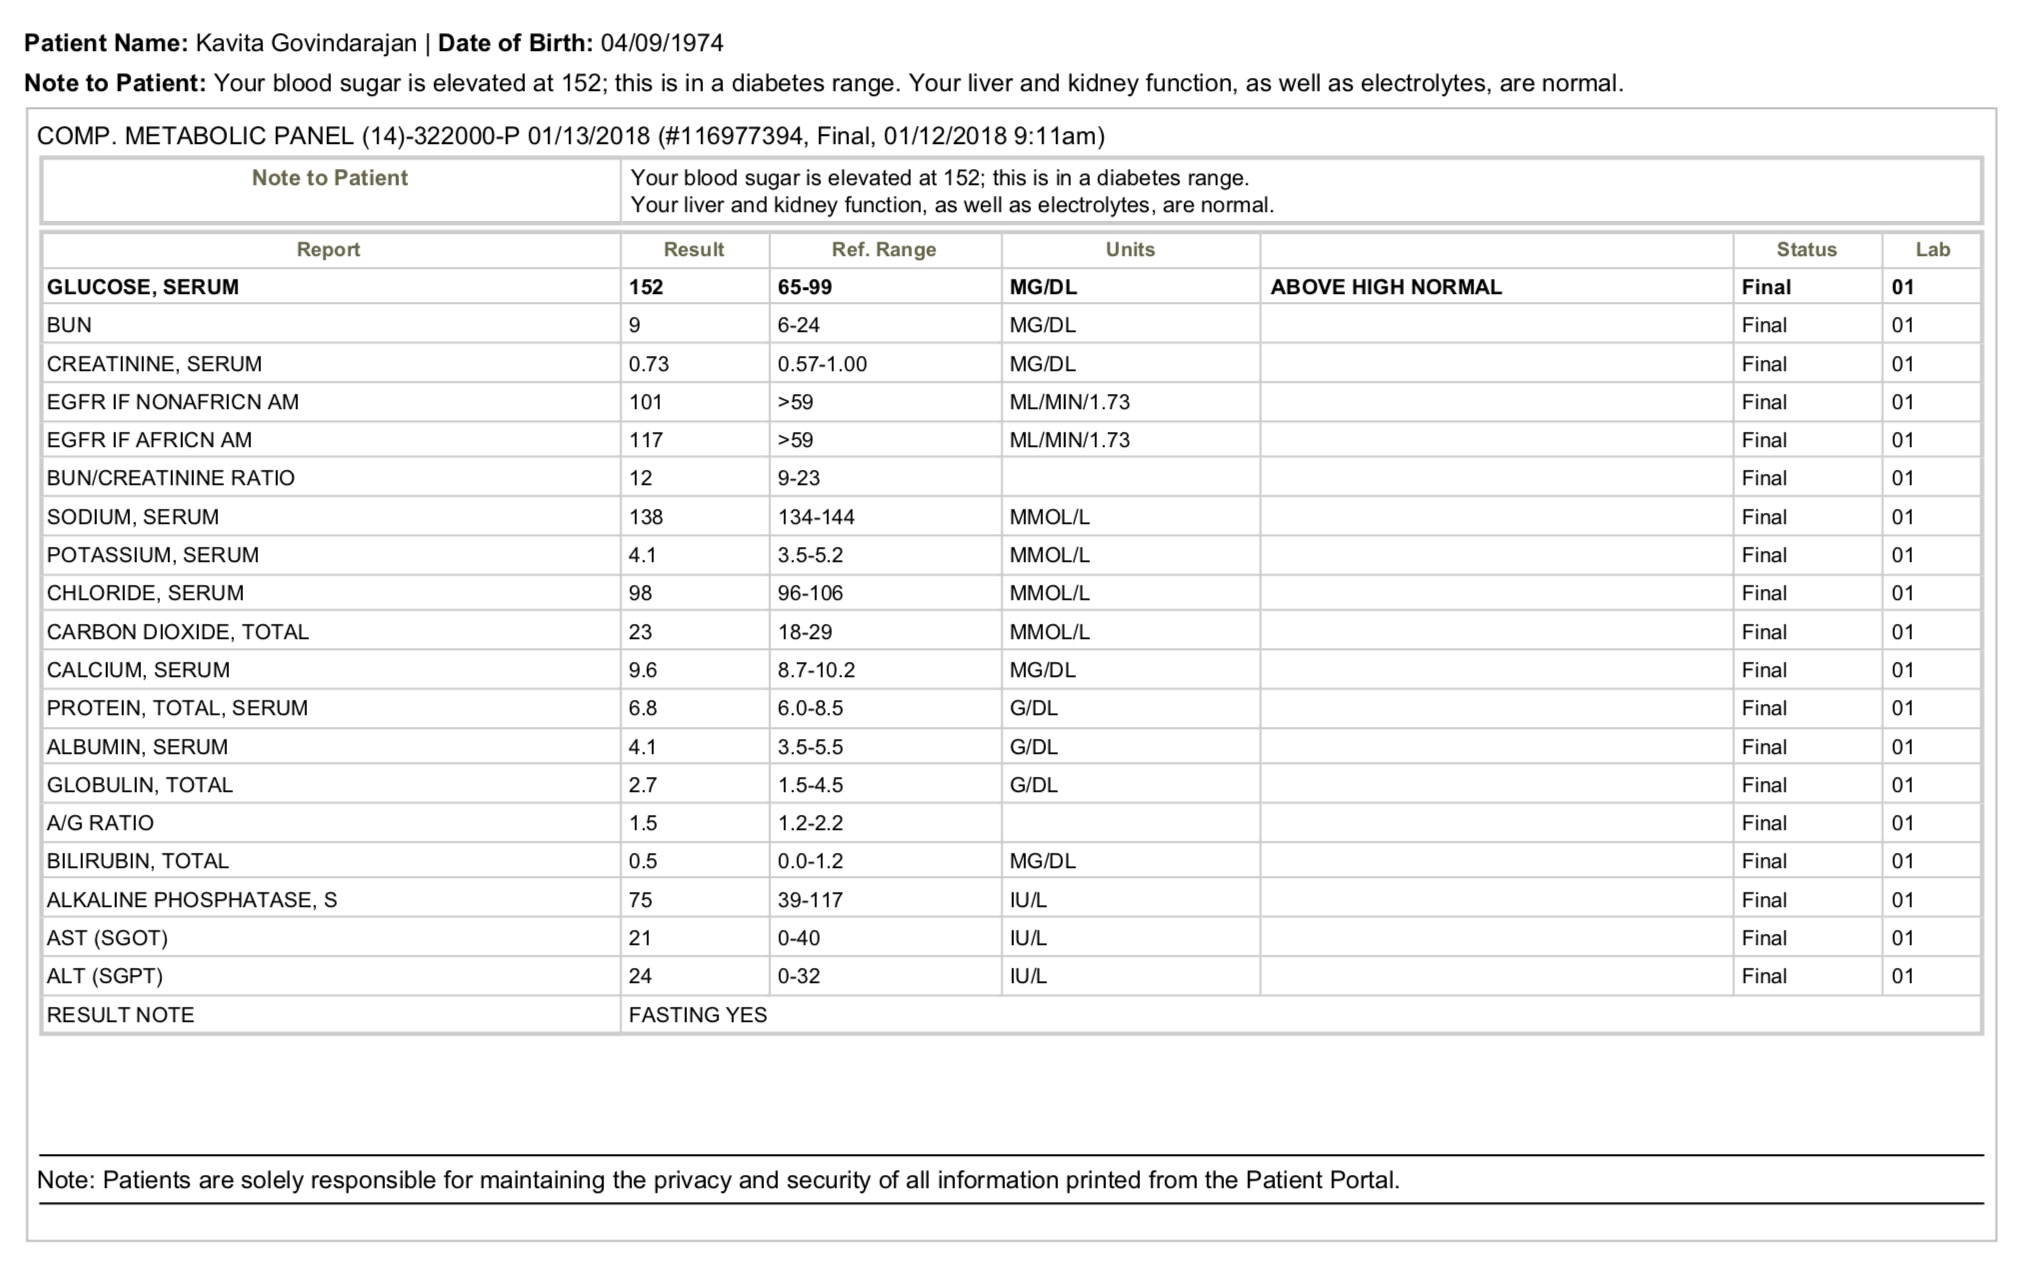 Patient Name: Kavita Govindarajan | Date of Birth: 04/09/1974
Note to Patient: Your blood sugar is elevated at 152; this is in a diabetes range. Your liver and kidney function, as well as electrolytes, are normal.
COMP. METABOLIC PANEL (14)-322000-P 01/13/2018 (#116977394, Final, 01/12/2018 9:11am)
Note to Patient Your blood sugar is elevated at 152; this is in a diabetes range.
Your liver and kidney function, as well as electrolytes, are normal.
Report Result Ref. Range Units Status Lab
GLUCOSE, SERUM 152 65-99 MG/DL ABOVE HIGH NORMAL Final 01
BUN 9 6-24 MG/DL Final 01
CREATININE, SERUM 0.73 0.57-1.00 MG/DL Final 01
EGFR IF NONAFRICN AM 101 >59 ML/MIN/1.73 Final 01
EGFR IF AFRICN AM 117 >59 ML/MIN/1.73 Final 01
BUN/CREATININE RATIO 12 9-23 Final 01
SODIUM, SERUM 138 134-144 MMOL/L Final 01
POTASSIUM, SERUM 4.1 3.5-5.2 MMOL/L Final 01
CHLORIDE, SERUM 98 96-106 MMOL/L Final 01
CARBON DIOXIDE, TOTAL 23 18-29 MMOL/L Final 01
CALCIUM, SERUM 9.6 8.7-10.2 MG/DL Final 01
PROTEIN, TOTAL, SERUM 6.8 6.0-8.5 G/DL Final 01
ALBUMIN, SERUM 4.1 3.5-5.5 G/DL Final 01
GLOBULIN, TOTAL 2.7 1.5-4.5 G/DL Final 01
A/G RATIO 1.5 1.2-2.2 Final 01
BILIRUBIN, TOTAL 0.5 0.0-1.2 MG/DL Final 01
ALKALINE PHOSPHATASE, S 75 39-117 IU/L Final 01
AST (SGOT) 21 0-40 IU/L Final 01
ALT (SGPT) 24 0-32 IU/L Final 01
RESULT NOTE FASTING YES
Note: Patients are solely responsible for maintaining the privacy and security of all information printed from the Patient Portal.